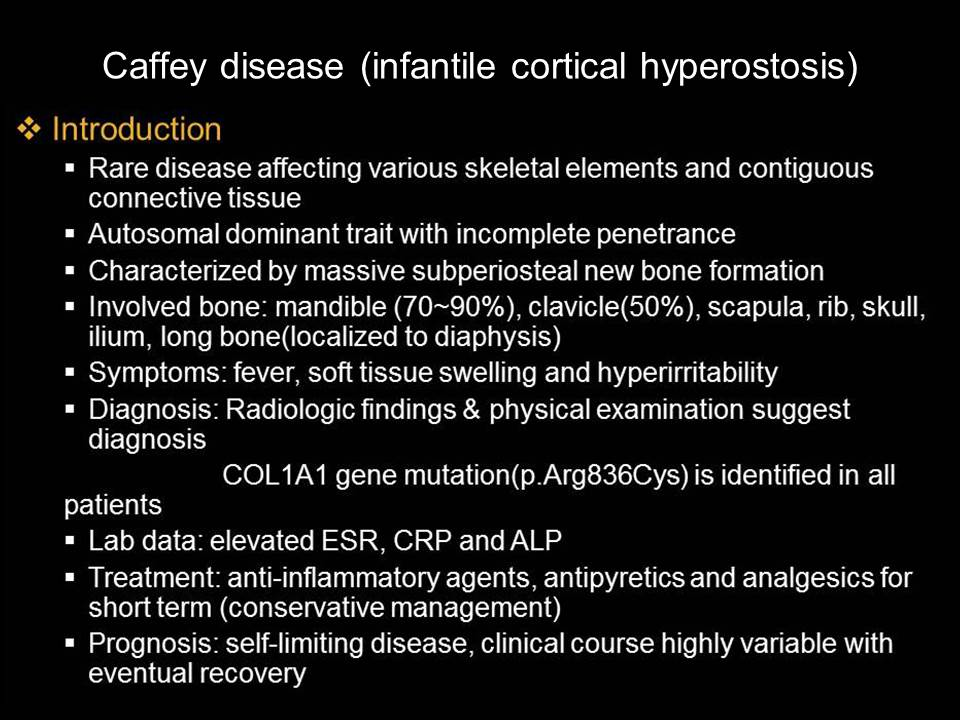 Caffey disease (infantile cortical hyperostosis)
❖ Introduction
▪ Rare disease affecting various skeletal elements and contiguous
connective tissue
▪ Autosomal dominant trait with incomplete penetrance
▪ Characterized by massive subperiosteal new bone formation
▪ Involved bone: mandible (70~90%), clavicle(50%), scapula, rib, skull,
ilium, long bone(localized to diaphysis)
▪ Symptoms: fever, soft tissue swelling and hyperirritability
▪ Diagnosis: Radiologic findings & physical examination suggest
diagnosis
COL1A1 gene mutation(p.Arg836Cys) is identified in all
patients
▪ Lab data: elevated ESR, CRP and ALP
▪ Treatment: anti-inflammatory agents, antipyretics and analgesics for
short term (conservative management)
▪ Prognosis: self-limiting disease, clinical course highly variable with
eventual recovery